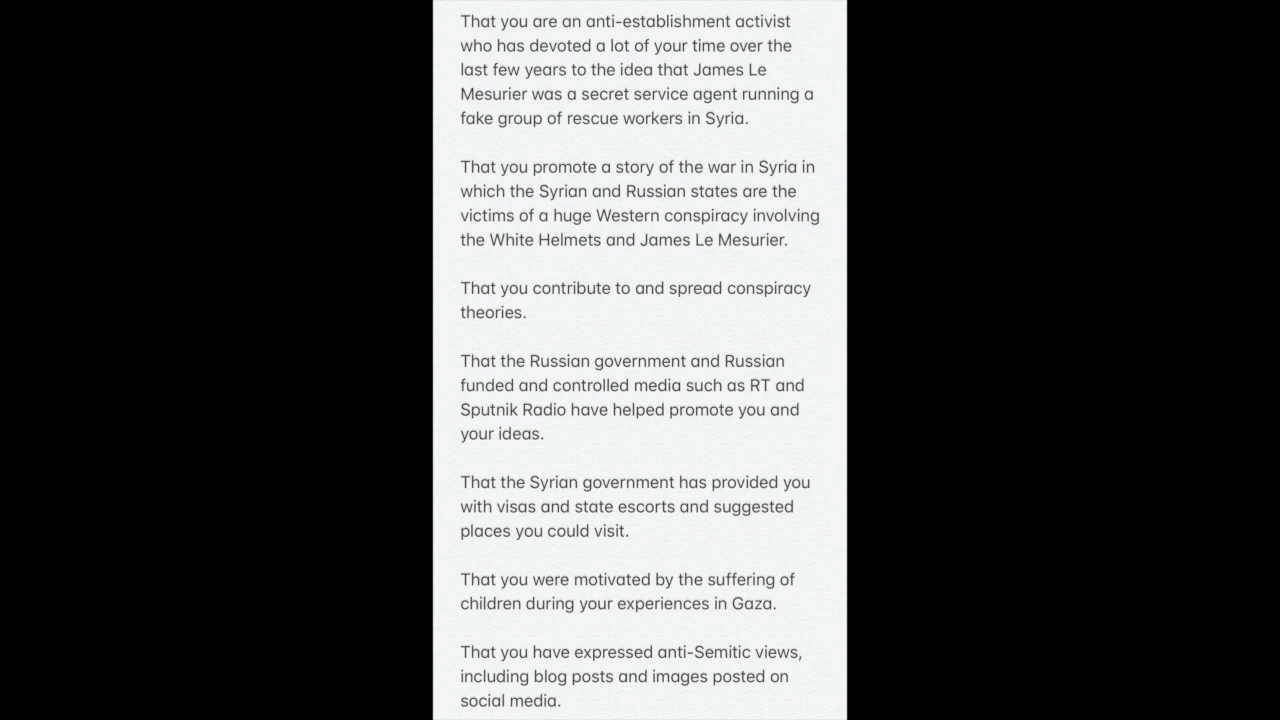 That you are an anti-establishment activist
who has devoted a lot of your time over the
last few years to the idea that James Le
Mesurier was a secret service agent running a
fake group of rescue workers in Syria.
That you promote a story of the war in Syria in
which the Syrian and Russian states are the
victims of a huge Western conspiracy involving
the White Helmets and James Le Mesurier.
That you contribute to and spread conspiracy
theories.
That the Russian government and Russian
funded and controlled media such as RT and
Sputnik Radio have helped promote you and
your ideas.
That the Syrian government has provided you
with visas and state escorts and suggested
places you could visit.
That you were motivated by the suffering of
children during your experiences in Gaza.
That you have expressed anti-Semitic views,
including blog posts and images posted on
social media.